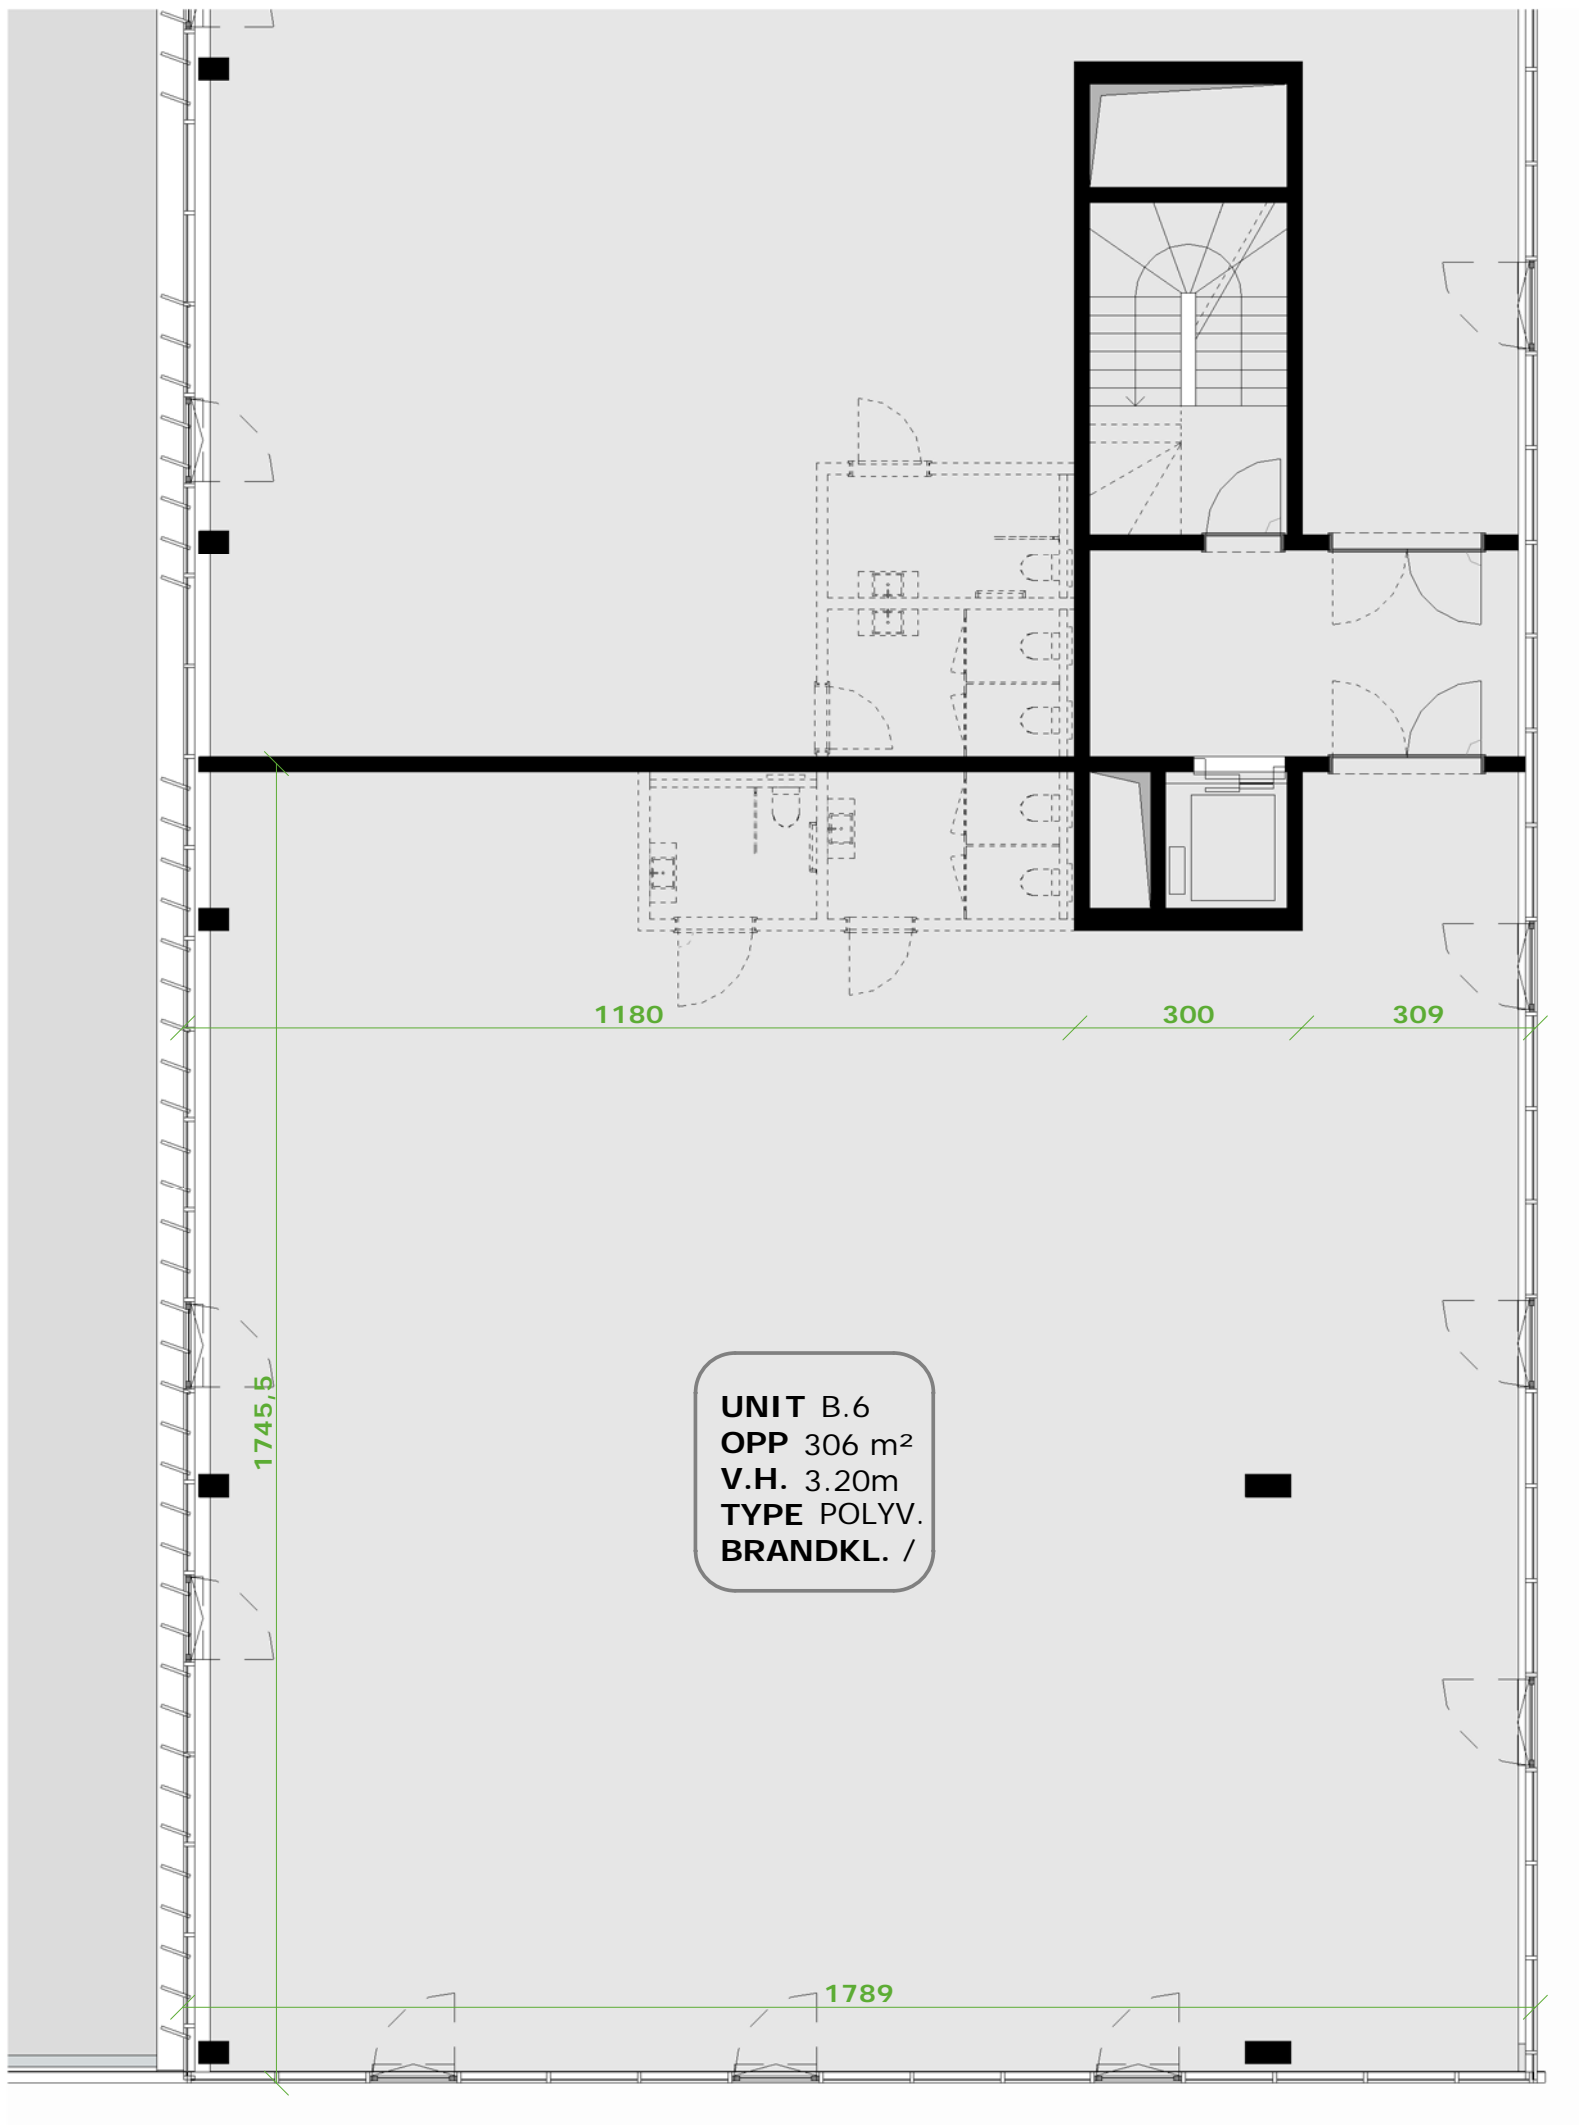 1180 300 309
1745,5
UNIT B.6
OPP 306 m²
V.H. 3.20m
TYPE POLYV.
BRANDKL. /
1789